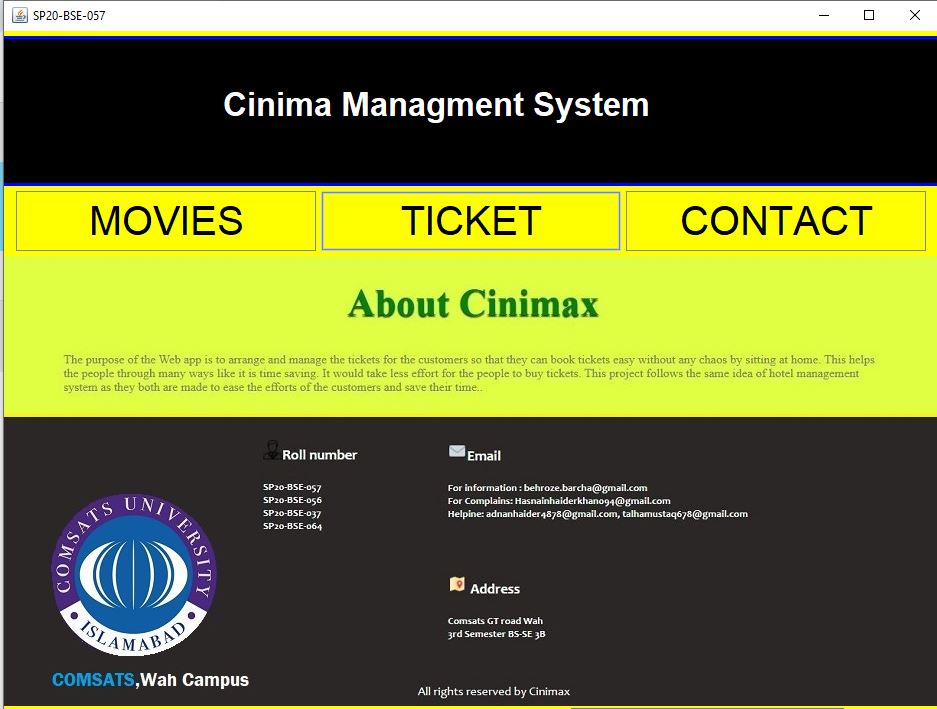 SP20-BSE-057
Cinima Managment System
MOVIES
TICKET
CONTACT
About Cinimax
The purpose of the Web app is to arrange and manage the tickets for the customers so that they can book tickets easy without any chaos by sitting at home. This helps
the people through many ways like it is time saving. It would take less effort for the people to buy tickets. This project follows the same idea of hotel management
system as they both are made to ease the efforts of the customers and save their time..
Roll number
SP20-BSE-057
SP20-BSE-056
SP20-BSE-037
SP20-BSE-064
Email
For information : behroze.barcha@gmail.com
For Complains: Hasnainhaiderkhan094@gmail.com
Helpine: adnanhaider4878@gmail.com, talhamustaq678@gmail.com
Address
Comsats GT road Wah
3rd Semester BS-SE 3B
COMSATS UNIVERSITY
ISLAMABAD
COMSATS,Wah Campus
All rights reserved by Cinimax